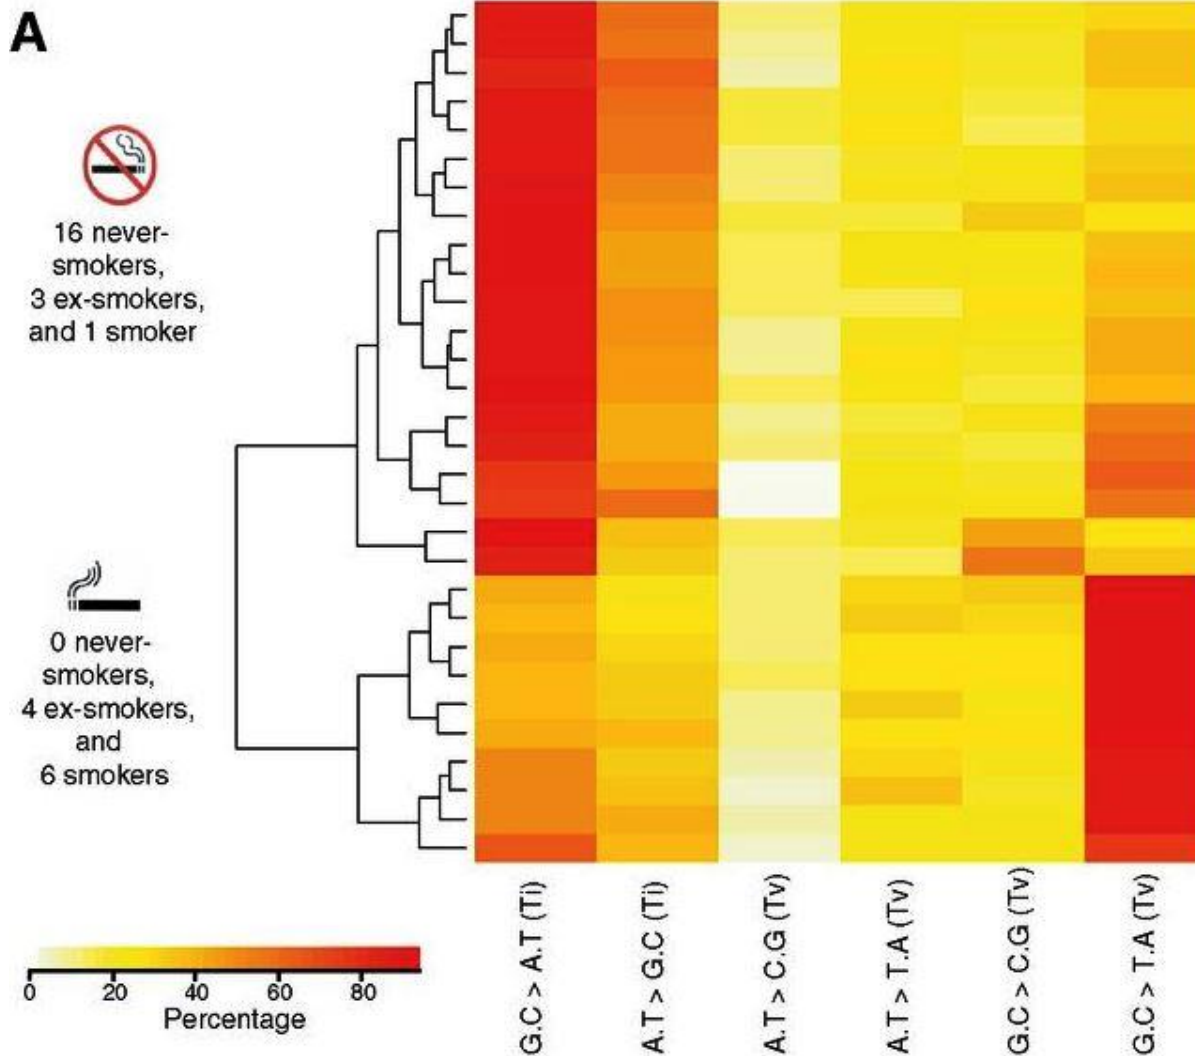 A
16 never-
smokers,
3 ex-smokers,
and 1 smoker
0 never-
smokers,
4 ex-smokers,
and
6 smokers
0 20 40 60 80
Percentage
G.C > A.T (Ti)
A.T > G.C (Ti)
A.T > C.G (Tv)
A.T > T.A (Tv)
G.C > C.G (Tv)
G.C > T.A (Tv)